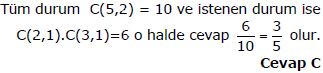 Tüm durum C(5,2) = 10 ve istenen durum ise
C(2,1).C(3,1)=6 o halde cevap 6/10 = 3/5 olur.
Cevap C